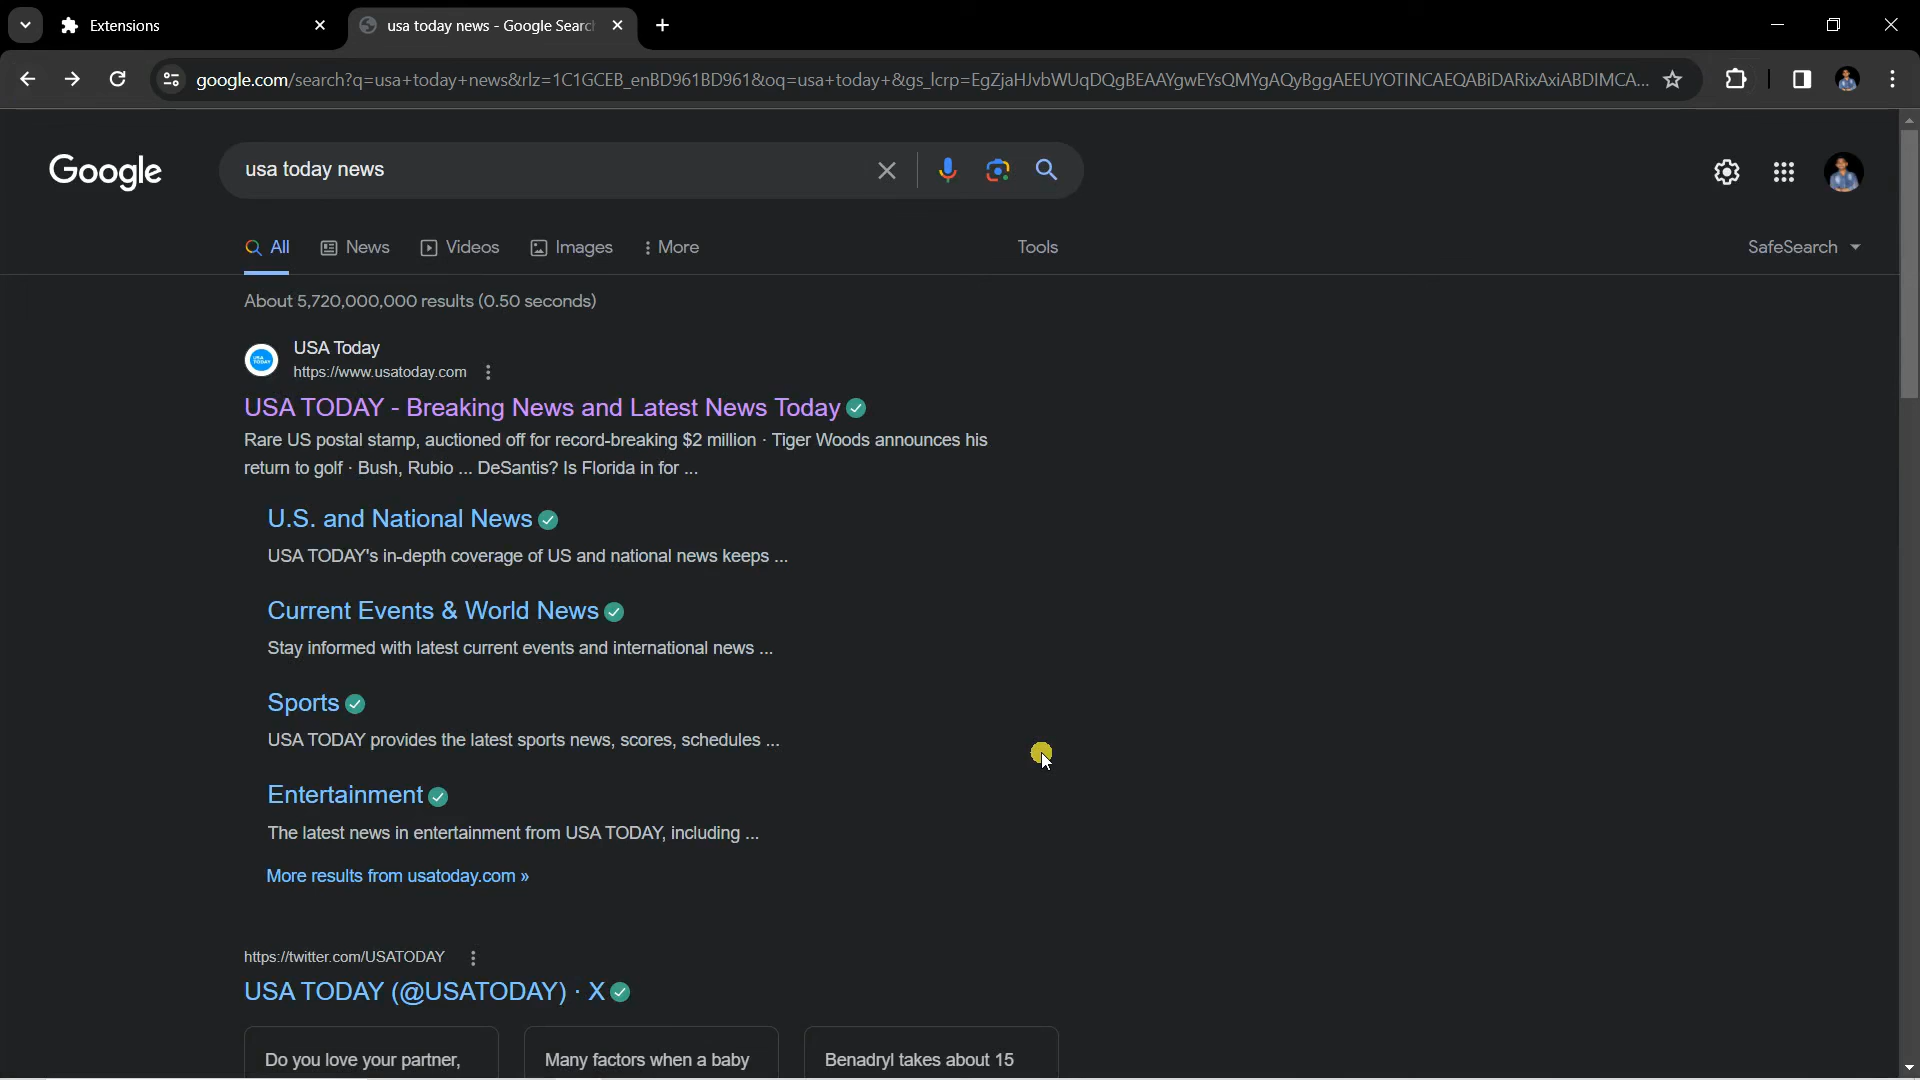 Extensions
usa today news - Google Searc
google.com/search?q=usa+today+news&rlz=1C1GCEB_enBD961BD961&oq=usa+today+&gs_lcrp=EgZjaHJvbWUqDQgBEAAYgwEYsQMYgAQyBggAEEUYOTINCAEQABiDARixAxiABDIMCA...
Google
usa today news
All
News
Videos
Images
More
Tools
SafeSearch
About 5,720,000,000 results (0.50 seconds)
USA TODAY
USA Today
https://www.usatoday.com
USA TODAY - Breaking News and Latest News Today
Rare US postal stamp, auctioned off for record-breaking $2 million · Tiger Woods announces his
return to golf · Bush, Rubio ... DeSantis? Is Florida in for ...
U.S. and National News
USA TODAY's in-depth coverage of US and national news keeps ...
Current Events & World News
Stay informed with latest current events and international news ...
Sports
USA TODAY provides the latest sports news, scores, schedules ...
Entertainment
The latest news in entertainment from USA TODAY, including ...
More results from usatoday.com »
https://twitter.com/USATODAY
USA TODAY (@USATODAY) · X
Do you love your partner,
Many factors when a baby
Benadryl takes about 15